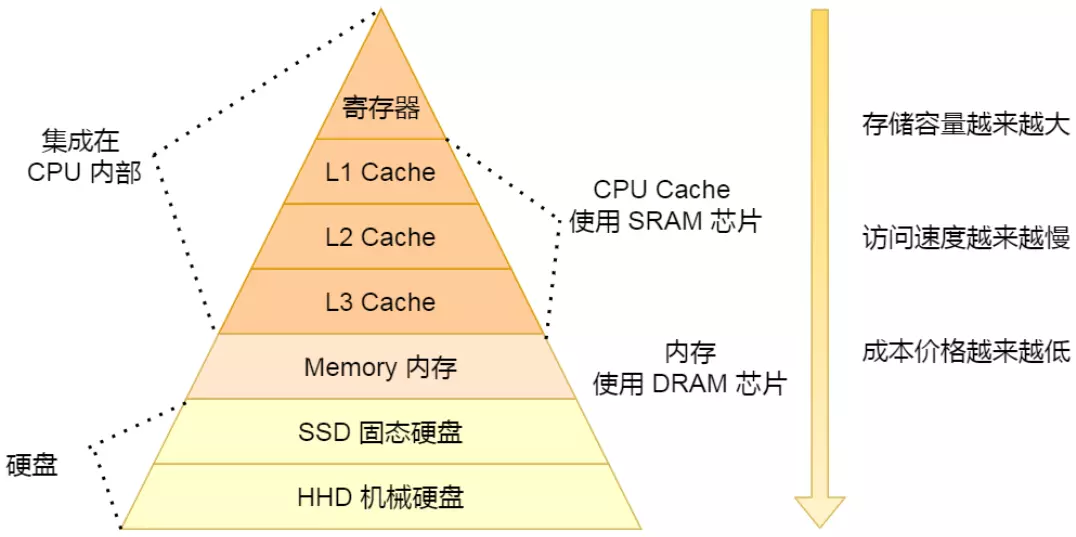 寄存器
集成在
CPU 内部
L1 Cache
L2 Cache
L3 Cache
CPU Cache
使用 SRAM 芯片
Memory 内存
内存
使用 DRAM 芯片
SSD 固态硬盘
HHD 机械硬盘
硬盘
存储容量越来越大
访问速度越来越慢
成本价格越来越低